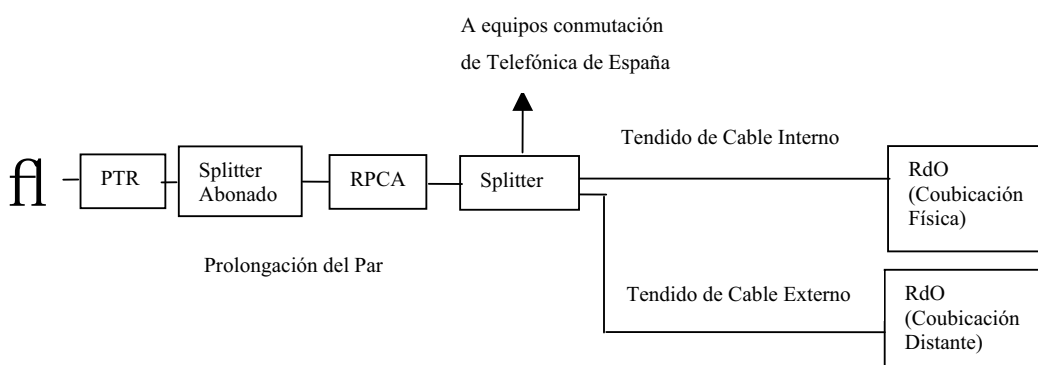 A equipos conmutación
de Telefónica de España
Tendido de Cable Interno
fl
PTR
Splitter
Abonado
RPCA
Splitter
RdO
(Coubicación
Física)
Prolongación del Par
Tendido de Cable Externo
RdO
(Coubicación
Distante)